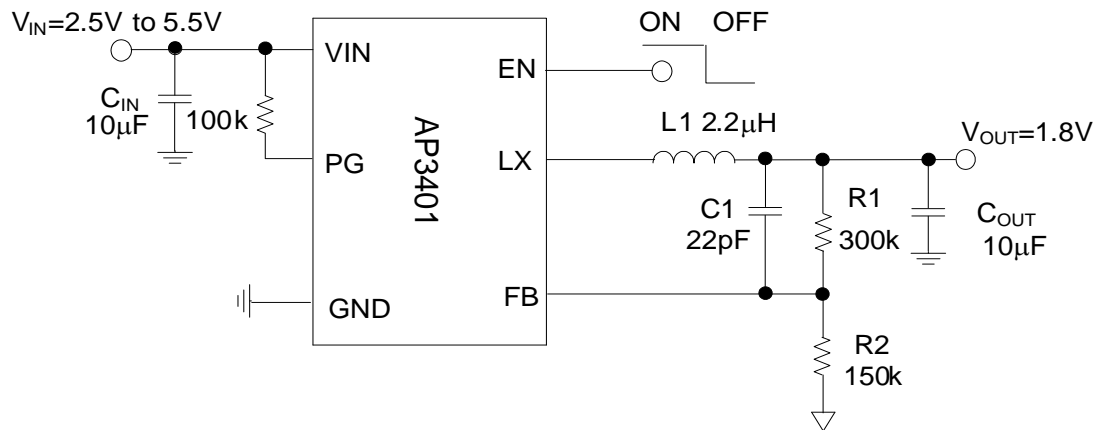 VIN=2.5V to 5.5V
ON OFF
VIN
EN
CIN
10μF
100k
L1 2.2μH
VOUT=1.8V
AP3401
PG
LX
C1
22pF
R1
300k
COUT
10μF
GND
FB
R2
150k